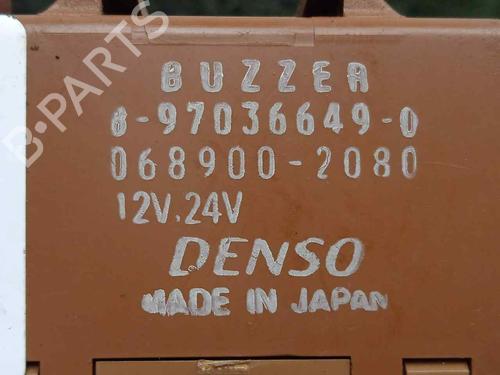 BUZZER
8-97036649-0
068900-2080
12V.24V
DENSO
MADE IN JAPAN
B-PARTS